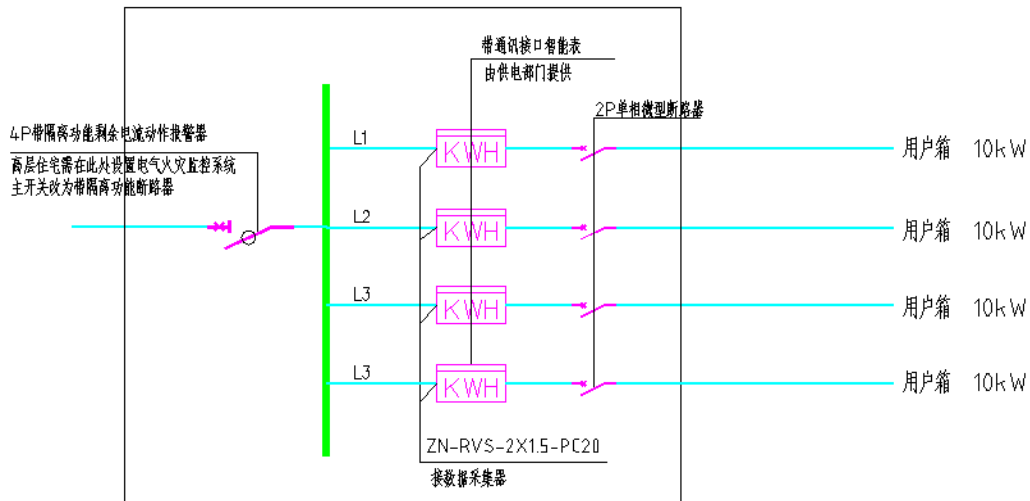 带通讯接口智能表
由供电部门提供
4P带隔离功能剩余电流动作报警器
高层住宅需在此处设置电气火灾监控系统
主开关改为带隔离功能断路器
2P单相微型断路器
L1
KWH
用户箱 10kW
L2
KWH
用户箱 10kW
L3
KWH
用户箱 10kW
L3
KWH
用户箱 10kW
ZN-RVS-2X1.5-PC20
接数据采集器